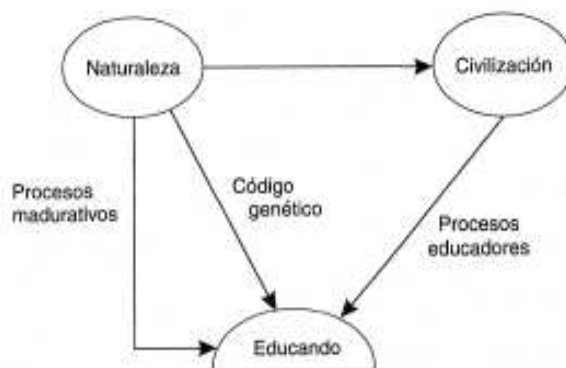 Naturaleza
Civilización
Procesos
madurativos
Código
genético
Procesos
educadores
Educando